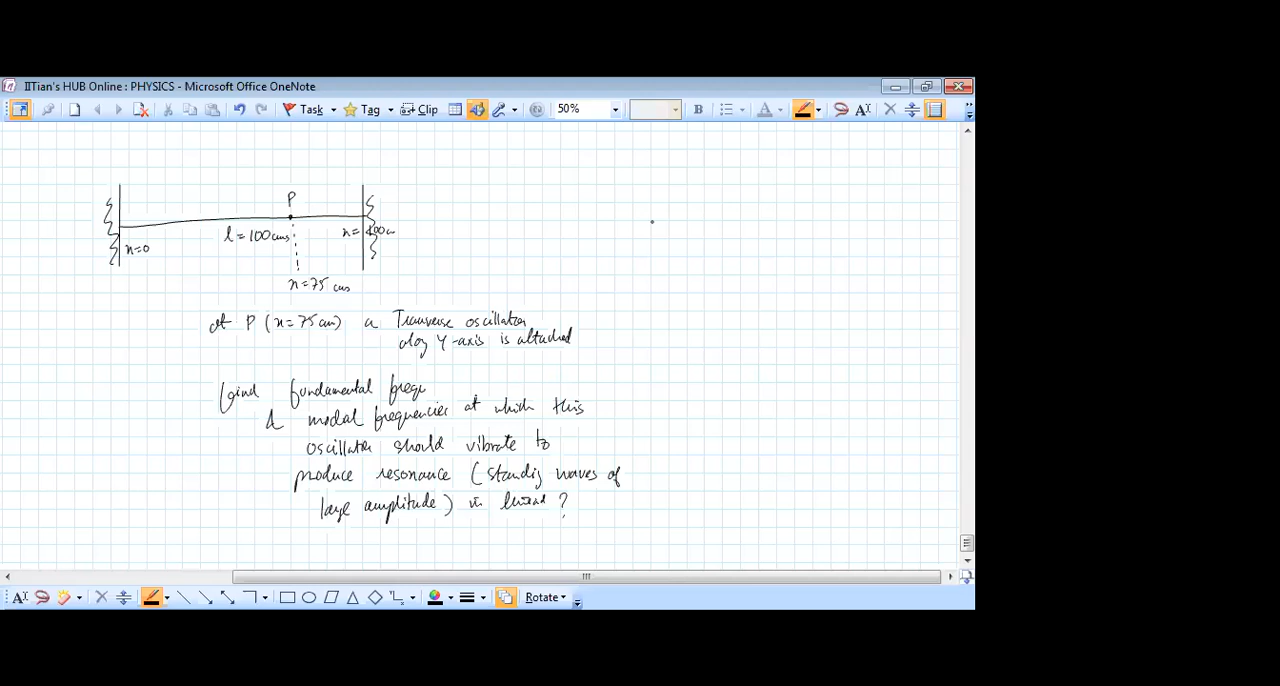 IITian's HUB Online : PHYSICS - Microsoft Office OneNote
Task Tag Clip 50% B A
P
x=0
l = 100 cms
x = 100 cm
x = 75 cms
at P (x = 75 cm) a Tranverse oscillator
along Y-axis is attached
find fundamental freq
& modal frequencies at which this
oscillator should vibrate to
produce resonance (standing waves of
large amplitude) in ?
Rotate